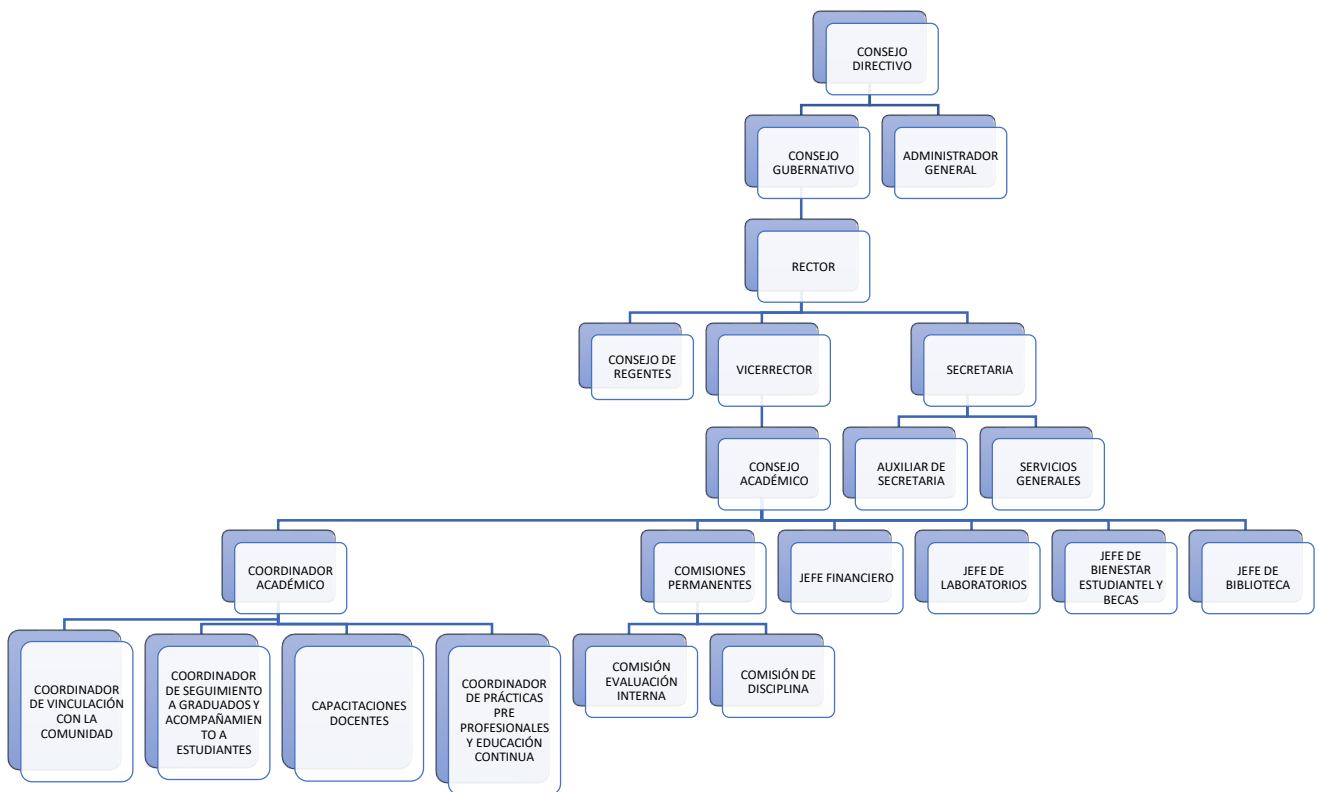 CONSEJO
DIRECTIVO
CONSEJO
GUBERNATIVO
ADMINISTRADOR
GENERAL
RECTOR
CONSEJO DE
REGENTES
VICERRECTOR
SECRETARIA
CONSEJO
ACADÉMICO
AUXILIAR DE
SECRETARIA
SERVICIOS
GENERALES
COORDINADOR
ACADÉMICO
COMISIONES
PERMANENTES
JEFE FINANCIERO
JEFE DE
LABORATORIOS
JEFE DE
BIENESTAR
ESTUDIANTEL Y
BECAS
JEFE DE
BIBLIOTECA
COORDINADOR
DE VINCULACIÓN
CON LA
COMUNIDAD
COORDINADOR
DE SEGUIMIENTO
A GRADUADOS Y
ACOMPAÑAMIEN
TO A
ESTUDIANTES
CAPACITACIONES
DOCENTES
COORDINADOR
DE PRÁCTICAS
PRE
PROFESIONALES
Y EDUCACIÓN
CONTINUA
COMISIÓN
EVALUACIÓN
INTERNA
COMISIÓN DE
DISCIPLINA